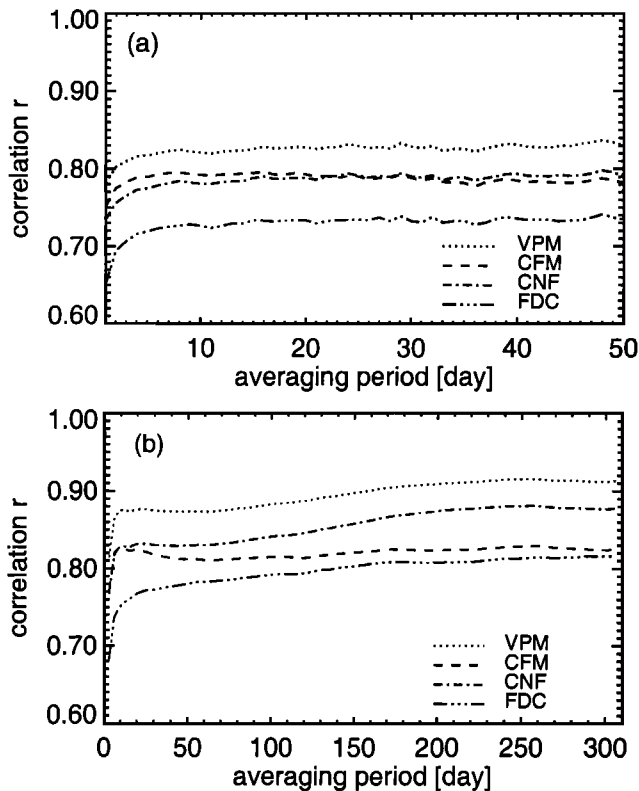 1.00
(a)
0.90
correlation r
0.80
0.70
VPM
CFM
CNF
FDC
0.60
10 20 30 40 50
averaging period [day]
1.00
(b)
0.90
correlation r
0.80
0.70
VPM
CFM
CNF
FDC
0.60
0 50 100 150 200 250 300
averaging period [day]